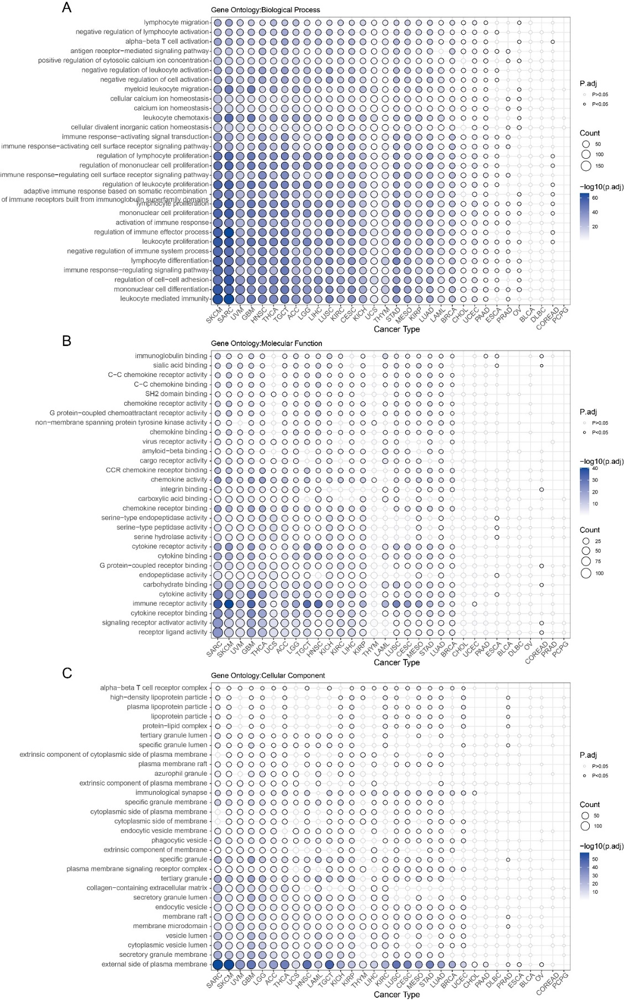 A
Gene Ontology:Biological Process
lymphocyte migration
negative regulation of lymphocyte activation
alpha−beta T cell activation
antigen receptor−mediated signaling pathway
positive regulation of cytosolic calcium ion concentration
negative regulation of leukocyte activation
negative regulation of cell activation
myeloid leukocyte migration
cellular calcium ion homeostasis
calcium ion homeostasis
leukocyte chemotaxis
cellular divalent inorganic cation homeostasis
immune response−activating signal transduction
immune response−activating cell surface receptor signaling pathway
regulation of lymphocyte proliferation
regulation of mononuclear cell proliferation
immune response−regulating cell surface receptor signaling pathway
regulation of leukocyte proliferation
adaptive immune response based on somatic recombination
of immune receptors built from immunoglobulin superfamily domains
lymphocyte proliferation
mononuclear cell proliferation
activation of immune response
regulation of immune effector process
leukocyte proliferation
negative regulation of immune system process
lymphocyte differentiation
immune response−regulating signaling pathway
regulation of cell−cell adhesion
mononuclear cell differentiation
leukocyte mediated immunity
SKCM SARC UVM GBM HNSC THCA TGCT ACC LGG LIHC LUSC KIRC CESC KICH UCS THYM STAD MESO KIRP LUAD LAML BRCA CHOL UCEC PAAD ESCA PRAD OV BLCA DLBC COREAD PCPG
Cancer Type
P.adj
P>0.05
P<0.05
Count
50
100
150
−log10(p.adj)
60
40
20
B
Gene Ontology:Molecular Function
immunoglobulin binding
sialic acid binding
C−C chemokine receptor activity
C−C chemokine binding
SH2 domain binding
chemokine receptor activity
G protein−coupled chemoattractant receptor activity
non−membrane spanning protein tyrosine kinase activity
chemokine binding
virus receptor activity
amyloid−beta binding
cargo receptor activity
CCR chemokine receptor binding
chemokine activity
integrin binding
carboxylic acid binding
chemokine receptor binding
serine−type endopeptidase activity
serine−type peptidase activity
serine hydrolase activity
cytokine receptor activity
cytokine binding
G protein−coupled receptor binding
endopeptidase activity
carbohydrate binding
cytokine activity
immune receptor activity
cytokine receptor binding
signaling receptor activator activity
receptor ligand activity
SARC SKCM UVM GBM THCA UCS ACC LGG TGCT HNSC KICH KIRC LIHC KIRP THYM LAML LUSC CESC MESO STAD LUAD BRCA CHOL UCEC PAAD ESCA BLCA DLBC OV COREAD PRAD PCPG
Cancer Type
P.adj
P>0.05
P<0.05
−log10(p.adj)
40
30
20
10
Count
25
50
75
100
C
Gene Ontology:Cellular Component
alpha−beta T cell receptor complex
high−density lipoprotein particle
plasma lipoprotein particle
lipoprotein particle
protein−lipid complex
tertiary granule lumen
specific granule lumen
extrinsic component of cytoplasmic side of plasma membrane
plasma membrane raft
azurophil granule
extrinsic component of plasma membrane
immunological synapse
specific granule membrane
cytoplasmic side of plasma membrane
cytoplasmic side of membrane
endocytic vesicle membrane
phagocytic vesicle
extrinsic component of membrane
specific granule
plasma membrane signaling receptor complex
tertiary granule
collagen−containing extracellular matrix
secretory granule lumen
endocytic vesicle
membrane raft
membrane microdomain
vesicle lumen
cytoplasmic vesicle lumen
secretory granule membrane
external side of plasma membrane
SARC SKCM UVM GBM LGG ACC THCA UCS HNSC LAML TGCT KICH KIRP THYM LIHC KIRC LUSC CESC MESO STAD LUAD BRCA UCEC CHOL PAAD DLBC PRAD ESCA BLCA OV COREAD PCPG
Cancer Type
P.adj
P>0.05
P<0.05
Count
50
100
−log10(p.adj)
50
40
30
20
10